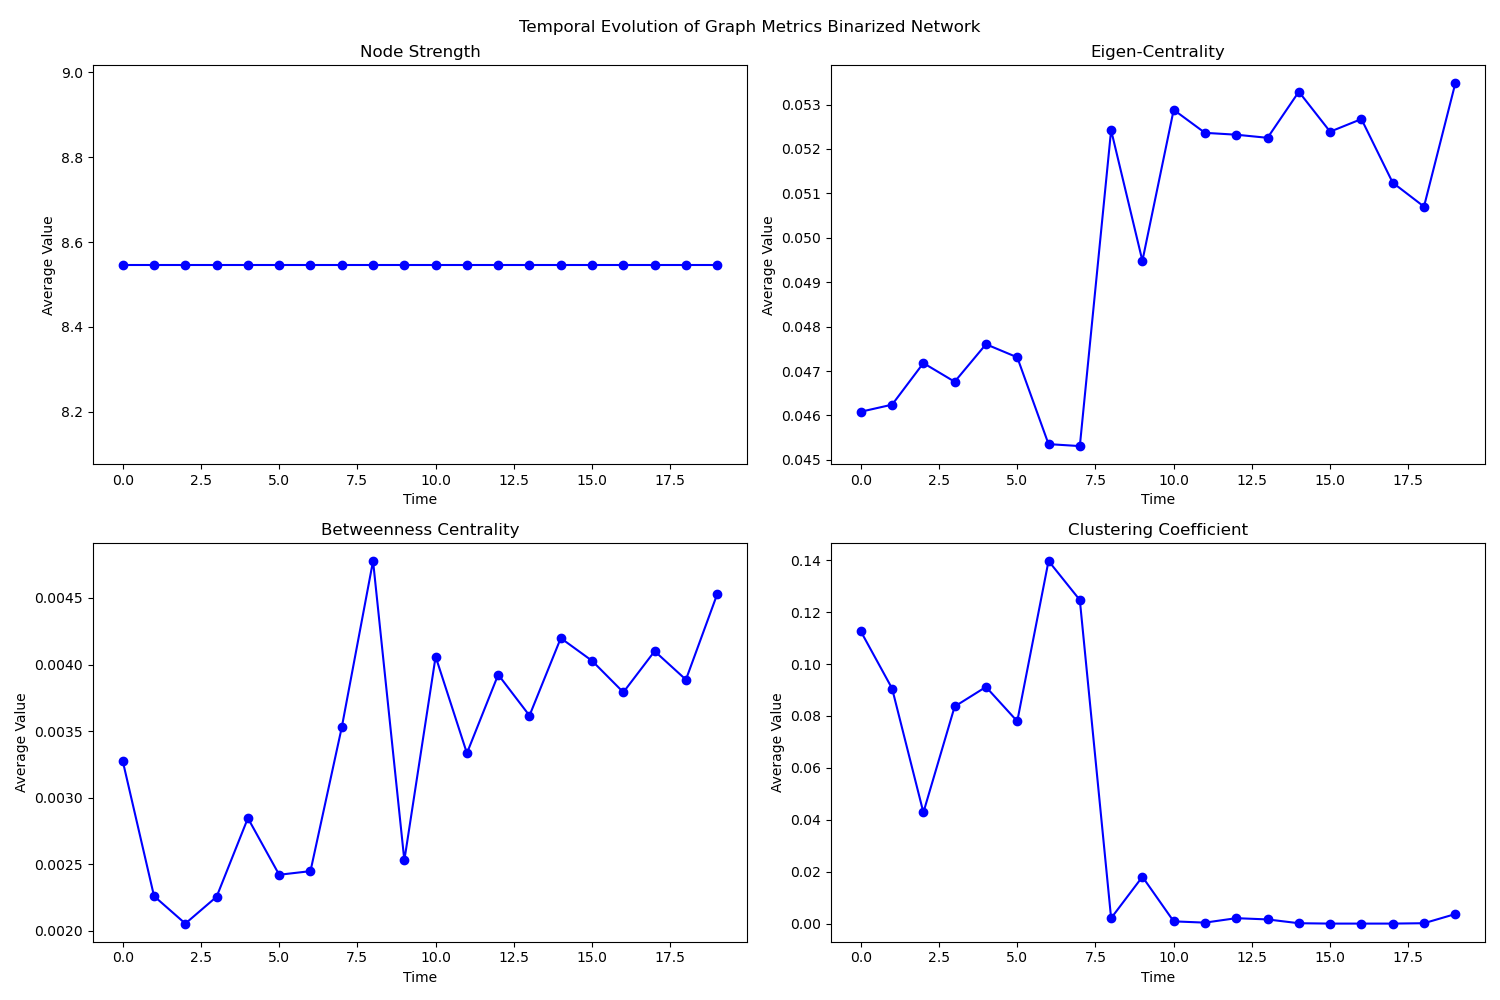 Temporal Evolution of Graph Metrics Binarized Network
Node Strength
Average Value
9.0
8.8
8.6
8.4
8.2
0.0 2.5 5.0 7.5 10.0 12.5 15.0 17.5
Time
Eigen-Centrality
Average Value
0.053
0.052
0.051
0.050
0.049
0.048
0.047
0.046
0.045
0.0 2.5 5.0 7.5 10.0 12.5 15.0 17.5
Time
Betweenness Centrality
Average Value
0.0045
0.0040
0.0035
0.0030
0.0025
0.0020
0.0 2.5 5.0 7.5 10.0 12.5 15.0 17.5
Time
Clustering Coefficient
Average Value
0.14
0.12
0.10
0.08
0.06
0.04
0.02
0.00
0.0 2.5 5.0 7.5 10.0 12.5 15.0 17.5
Time